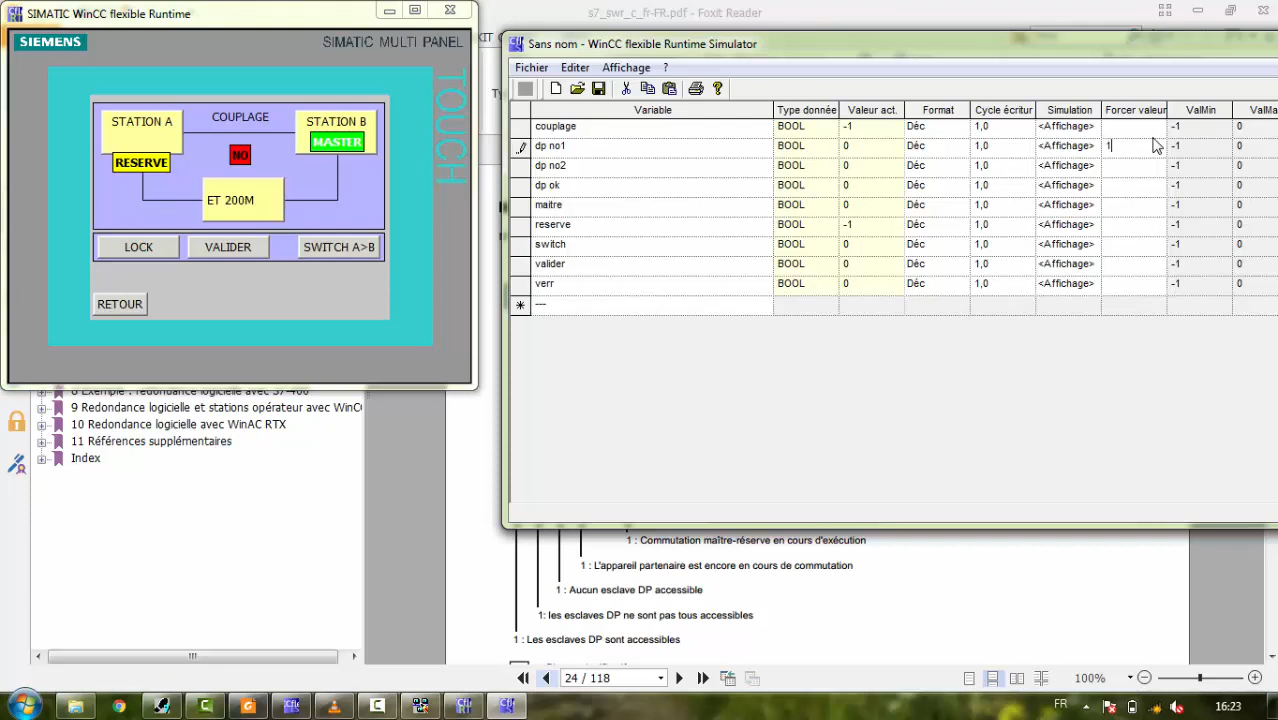 SIMATIC WinCC flexible Runtime
s7_swr_c_fr-FR.pdf - Foxit Reader
SIEMENS
SIMATIC MULTI PANEL
TOUCH
STATION A
COUPLAGE
STATION B
MASTER
RESERVE
NO
ET 200M
LOCK
VALIDER
SWITCH A>B
RETOUR
Sans nom - WinCC flexible Runtime Simulator
Fichier Editer Affichage ?
Variable Type donnée Valeur act. Format Cycle écritur Simulation Forcer valeur ValMin ValMa
couplage BOOL -1 Déc 1,0 <Affichage> -1 0
dp no1 BOOL 0 Déc 1,0 <Affichage> 1 -1 0
dp no2 BOOL 0 Déc 1,0 <Affichage> -1 0
dp ok BOOL 0 Déc 1,0 <Affichage> -1 0
maitre BOOL 0 Déc 1,0 <Affichage> -1 0
reserve BOOL -1 Déc 1,0 <Affichage> -1 0
switch BOOL 0 Déc 1,0 <Affichage> -1 0
valider BOOL 0 Déc 1,0 <Affichage> -1 0
verr BOOL 0 Déc 1,0 <Affichage> -1 0
---
8 Exemple : redondance logicielle avec S7-400
9 Redondance logicielle et stations opérateur avec WinC
10 Redondance logicielle avec WinAC RTX
11 Références supplémentaires
Index
1 : Commutation maître-réserve en cours d'exécution
1 : L'appareil partenaire est encore en cours de commutation
1 : Aucun esclave DP accessible
1: les esclaves DP ne sont pas tous accessibles
1 : Les esclaves DP sont accessibles
24 / 118
100%
FR
16:23